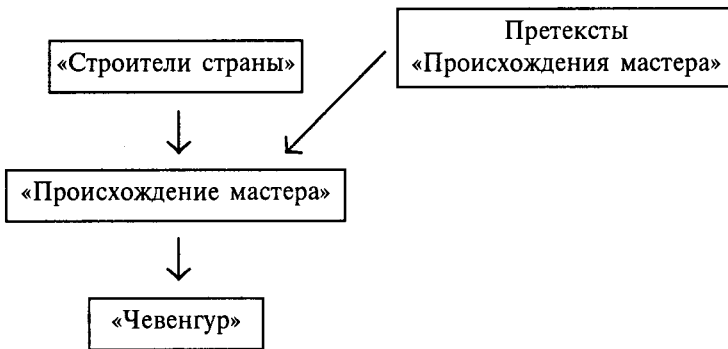 Претексты
«Происхождения мастера»
«Строители страны»
«Происхождение мастера»
«Чевенгур»